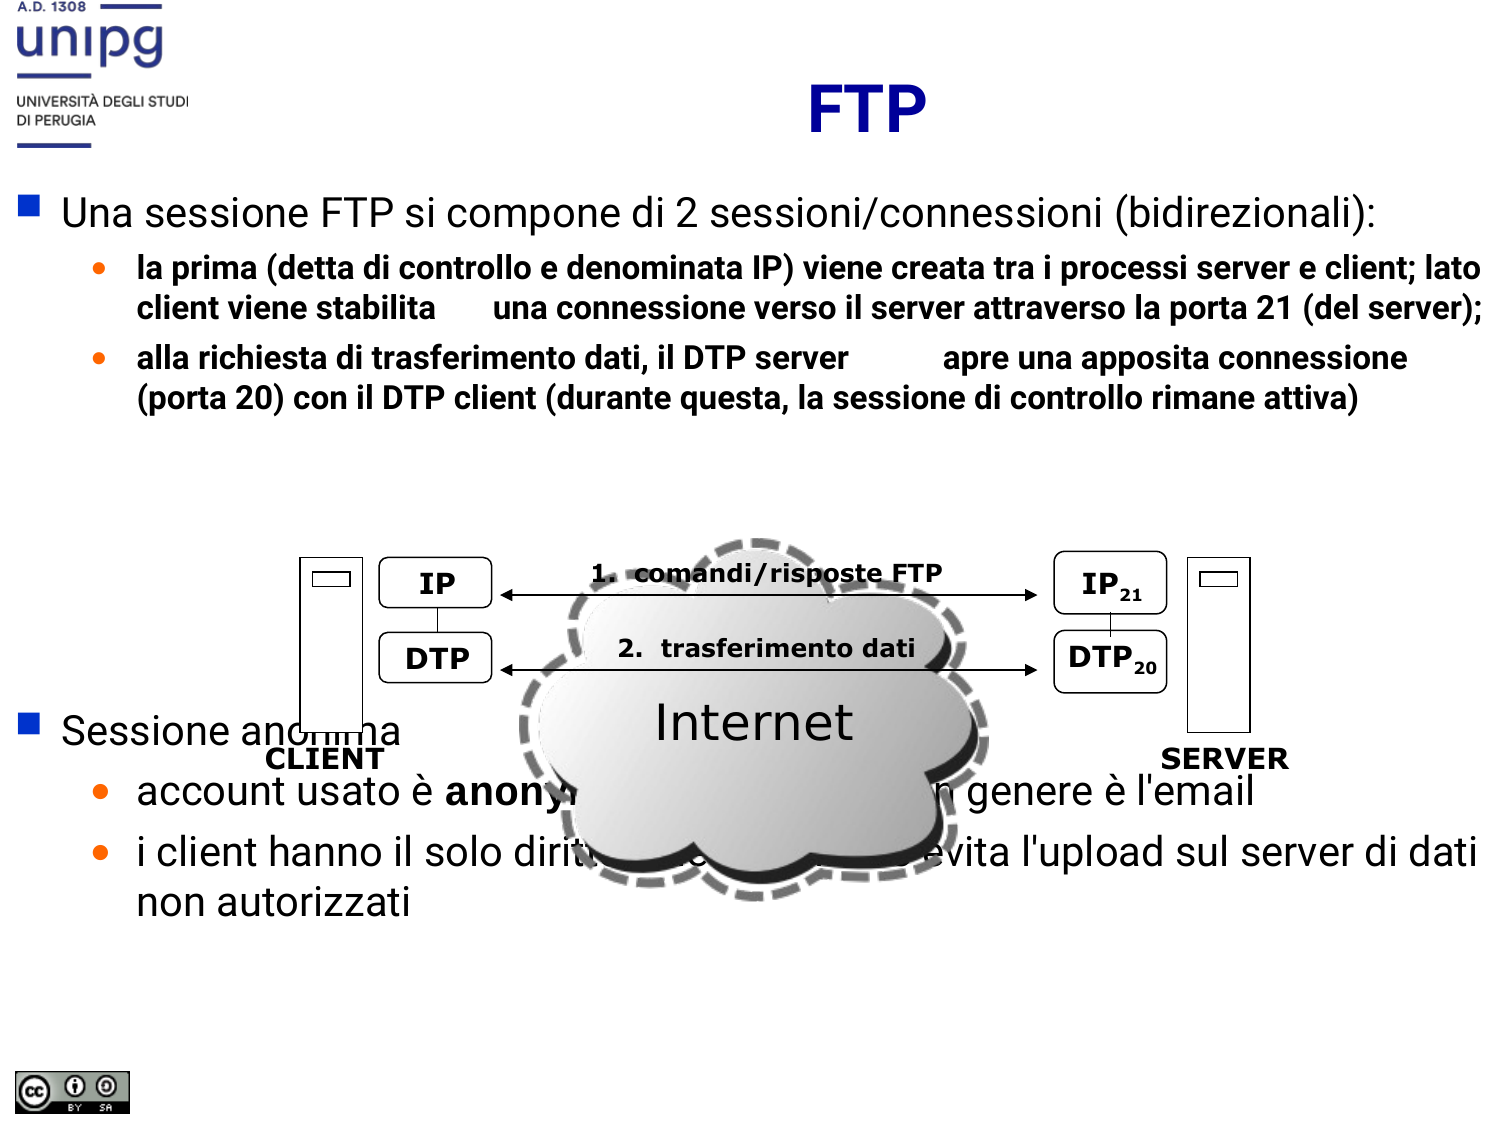 A.D. 1308
unipg
UNIVERSITÀ DEGLI STUDI
DI PERUGIA
FTP
Una sessione FTP si compone di 2 sessioni/connessioni (bidirezionali):
la prima (detta di controllo e denominata IP) viene creata tra i processi server e client; lato
client viene stabilita una connessione verso il server attraverso la porta 21 (del server);
alla richiesta di trasferimento dati, il DTP server apre una apposita connessione
(porta 20) con il DTP client (durante questa, la sessione di controllo rimane attiva)
1. comandi/risposte FTP
IP
IP21
2. trasferimento dati
DTP
DTP20
Internet
Sessione anonima
CLIENT
SERVER
account usato è genere è l'email
i client hanno il solo evita l'upload sul server di dati
non autorizzati
CC BY SA